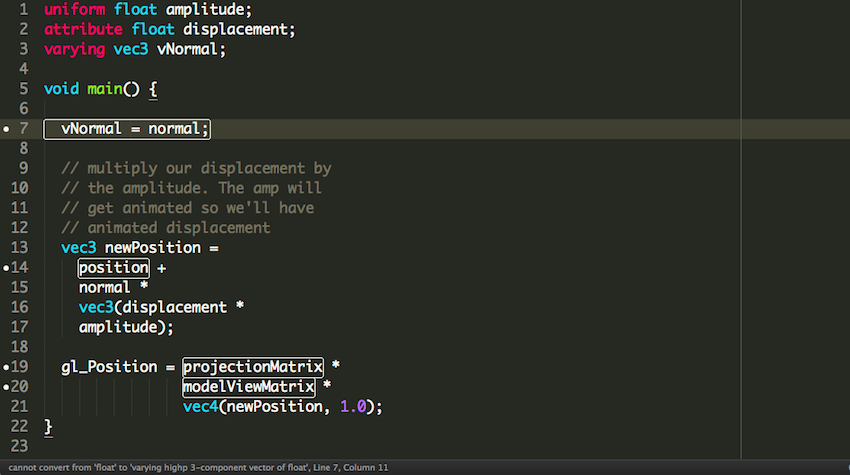 1 uniform float amplitude;
2 attribute float displacement;
3 varying vec3 vNormal;
4
5 void main() {
6
7 vNormal = normal;
8
9 // multiply our displacement by
10 // the amplitude. The amp will
11 // get animated so we'll have
12 // animated displacement
13 vec3 newPosition =
14 position +
15 normal *
16 vec3(displacement *
17 amplitude);
18
19 gl_Position = projectionMatrix *
20 modelViewMatrix *
21 vec4(newPosition, 1.0);
22 }
23
cannot convert from 'float' to 'varying highp 3-component vector of float', Line 7, Column 11